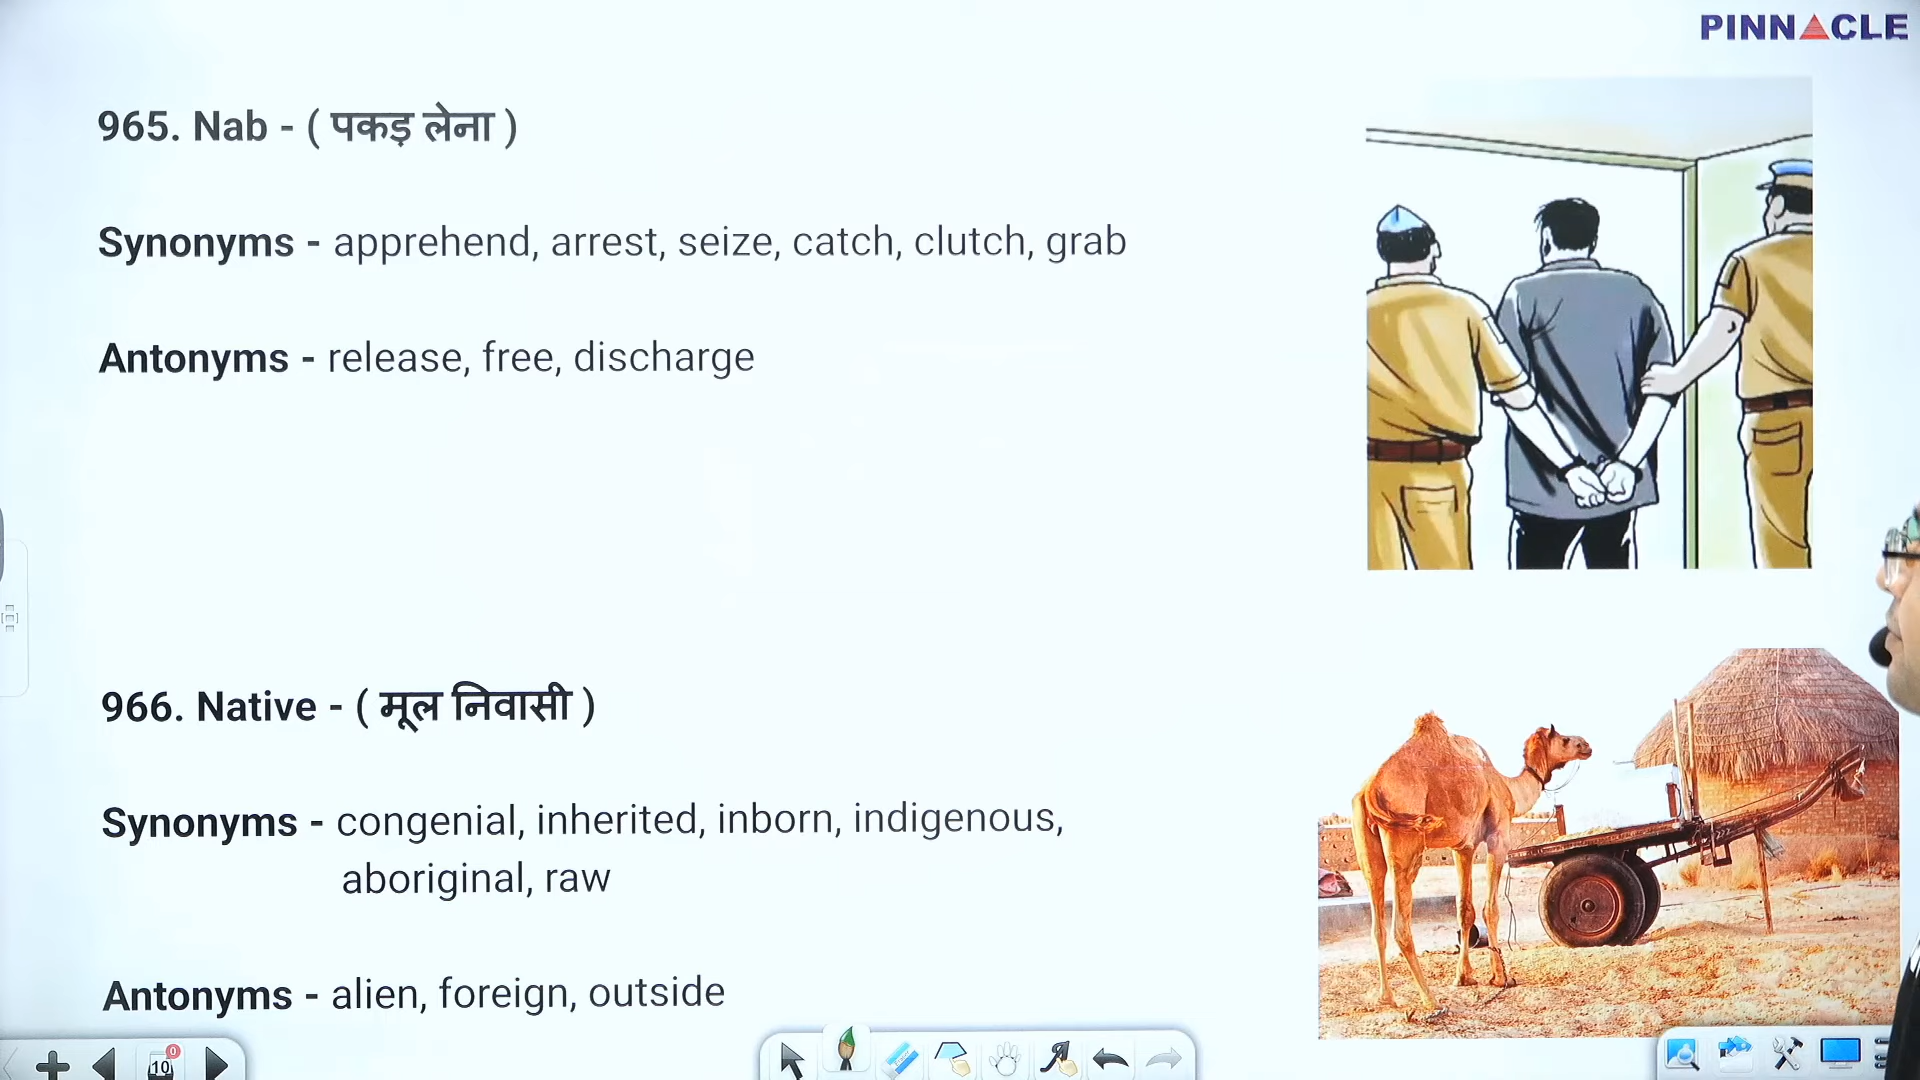 PINNACLE
965. Nab - ( पकड़ लेना )
Synonyms - apprehend, arrest, seize, catch, clutch, grab
Antonyms - release, free, discharge
966. Native - ( मूल निवासी )
Synonyms - congenial, inherited, inborn, indigenous,
aboriginal, raw
Antonyms - alien, foreign, outside
10
0